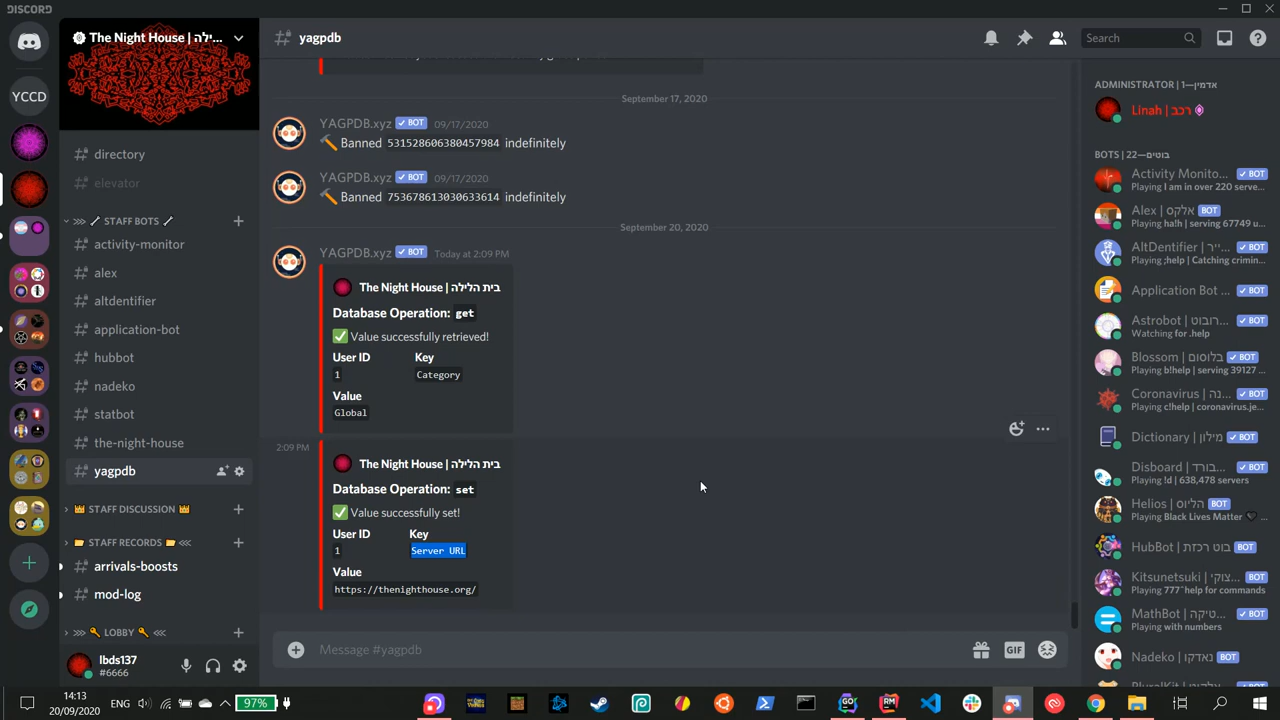 DISCORD
The Night House | ...ילה
yagpdb
Search
directory
elevator
STAFF BOTS
activity-monitor
alex
altdentifier
application-bot
hubbot
nadeko
statbot
the-night-house
yagpdb
STAFF DISCUSSION
STAFF RECORDS
arrivals-boosts
mod-log
LOBBY
lbds137
#6666
YCCD
September 17, 2020
YAGPDB.xyz BOT 09/17/2020
Banned 531528606380457984 indefinitely
YAGPDB.xyz BOT 09/17/2020
Banned 753678613030633614 indefinitely
September 20, 2020
YAGPDB.xyz BOT Today at 2:09 PM
The Night House | בית הלילה
Database Operation: get
Value successfully retrieved!
User ID Key
1 Category
Value
Global
2:09 PM
The Night House | בית הלילה
Database Operation: set
Value successfully set!
User ID Key
1 Server URL
Value
https://thenighthouse.org/
Message #yagpdb
GIF
ADMINISTRATOR | אדמין—1
Linah | רכב
BOTS | בוטים—22
Activity Monito... BOT
Playing I am in over 220 serve...
Alex | אלקס BOT
Playing ha!h | serving 67749 u...
AltDentifier | ...ייר BOT
Playing ;help | Catching crimin...
Application Bot ... BOT
Astrobot | ...רובוט BOT
Watching for .help
Blossom | בלוסום BOT
Playing b!help | serving 39127 ...
Coronavirus | ...נה BOT
Playing c!help | coronavirus.je...
Dictionary | מילון BOT
Disboard | ...בורד BOT
Playing !d | 638,478 servers
Helios | הליוס BOT
Playing Black Lives Matter
HubBot | בוט רכזת BOT
Kitsunetsuki | ...צוקי BOT
Playing 777~help for commands
MathBot | ...טיקה BOT
Playing with numbers
Nadeko | נאדקו BOT
14:13
20/09/2020
ENG
97%